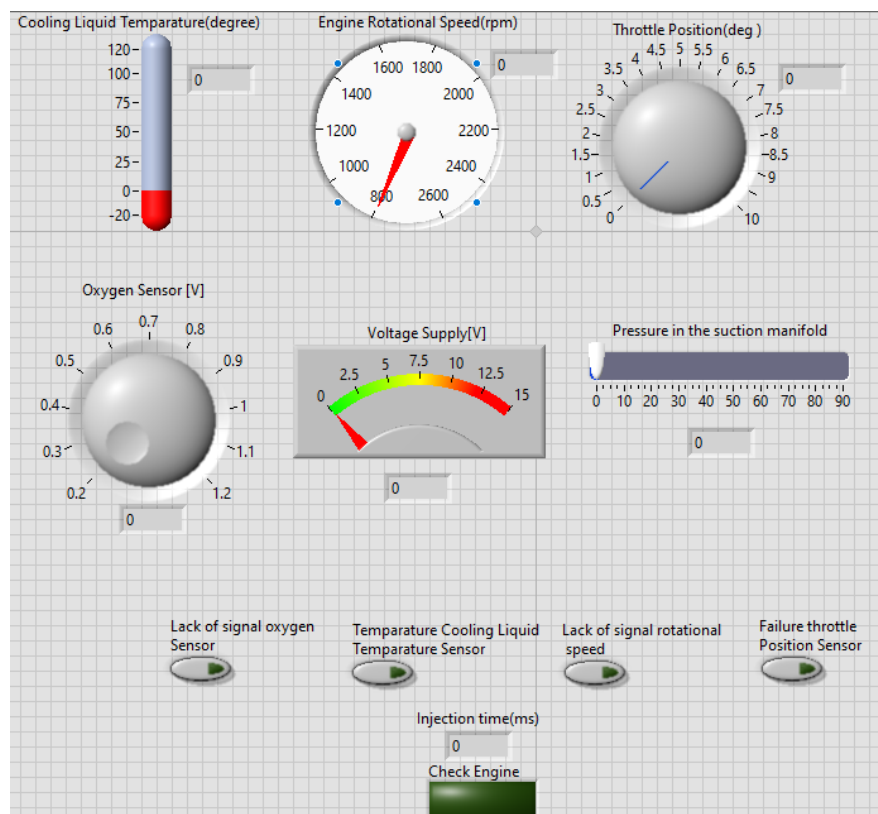 Cooling Liquid Temparature(degree)
120
100
75
50
25
0
-20
0
Engine Rotational Speed(rpm)
1600 1800
1400 2000
1200 2200
1000 2400
800 2600
0
Throttle Position(deg )
4.5 5 5.5
4 6
3.5 6.5
3 7
2.5 7.5
2 8
1.5 8.5
1 9
0.5
0 10
0
Oxygen Sensor [V]
0.7
0.6 0.8
0.5 0.9
0.4 1
0.3 1.1
0.2 1.2
0
Voltage Supply[V]
5 7.5 10
2.5 12.5
0 15
0
Pressure in the suction manifold
0 10 20 30 40 50 60 70 80 90
0
Lack of signal oxygen
Sensor
Temparature Cooling Liquid
Temparature Sensor
Lack of signal rotational
speed
Failure throttle
Position Sensor
Injection time(ms)
0
Check Engine